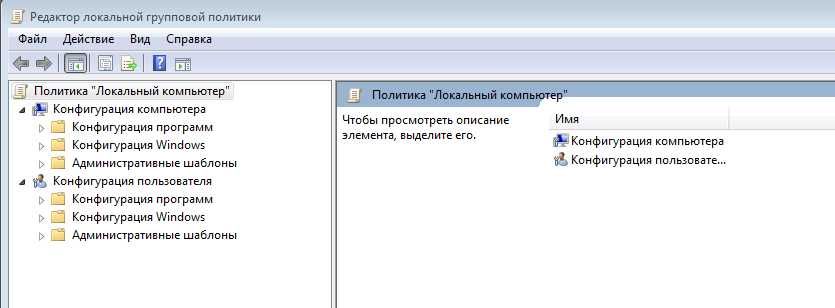 Редактор локальной групповой политики
Файл Действие Вид Справка
Политика "Локальный компьютер"
Конфигурация компьютера
Конфигурация программ
Конфигурация Windows
Административные шаблоны
Конфигурация пользователя
Конфигурация программ
Конфигурация Windows
Административные шаблоны
Политика "Локальный компьютер"
Чтобы просмотреть описание
элемента, выделите его.
Имя
Конфигурация компьютера
Конфигурация пользовате...